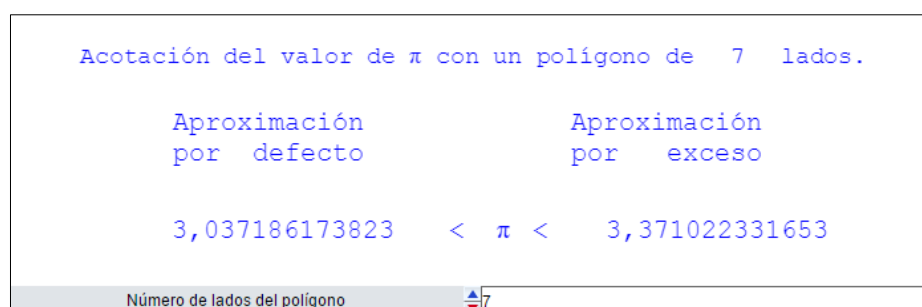 Acotación del valor de π con un polígono de 7 lados.
Aproximación por defecto
Aproximación por exceso
3,037186173823 < π < 3,371022331653
Número de lados del polígono 7